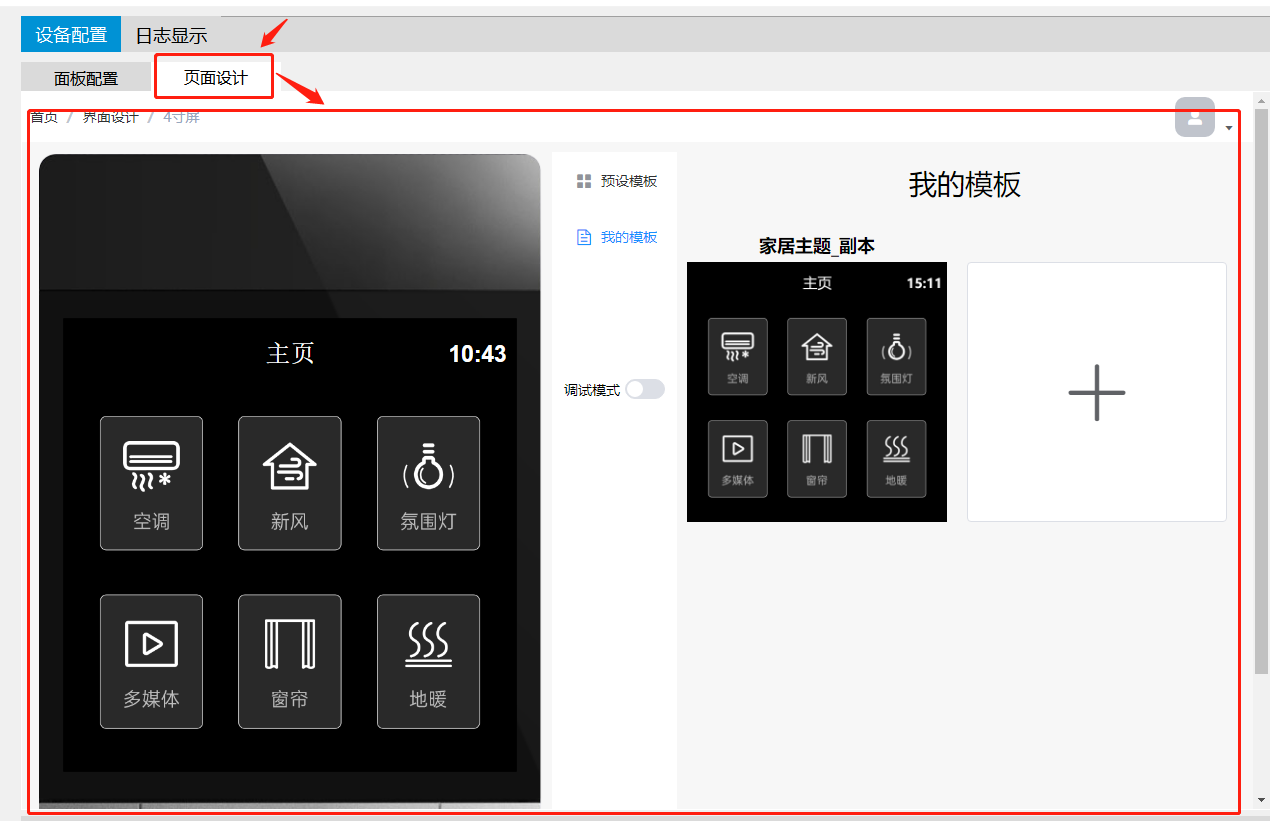 设备配置 日志显示
面板配置 页面设计
首页 / 界面设计 / 4寸屏
主页 10:43
空调 新风 氛围灯
多媒体 窗帘 地暖
预设模板
我的模板
调试模式
我的模板
家居主题_副本
主页 15:11
空调 新风 氛围灯
多媒体 窗帘 地暖